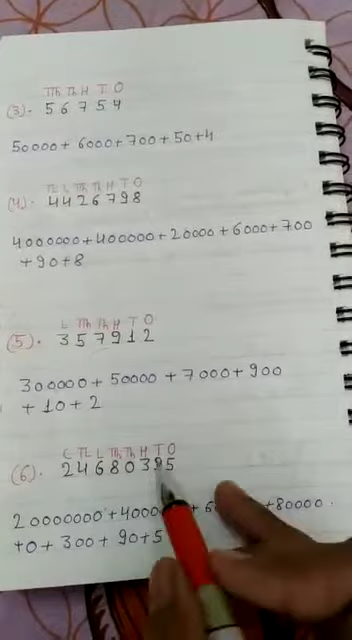 TTh Th H T O
(3). 5 6 7 5 4
50000 + 6000 + 700 + 50 + 4
TL L TTh Th H T O
(4). 4 4 2 6 7 9 8
4000000 + 400000 + 20000 + 6000 + 700
+ 90 + 8
L TTh Th H T O
(5). 3 5 7 9 1 2
300000 + 50000 + 7000 + 900
+ 10 + 2
C TL L TTh Th H T O
(6). 2 4 6 8 0 3 9 5
20000000 + 4000 + 6 + 80000
+0 + 300 + 90 + 5